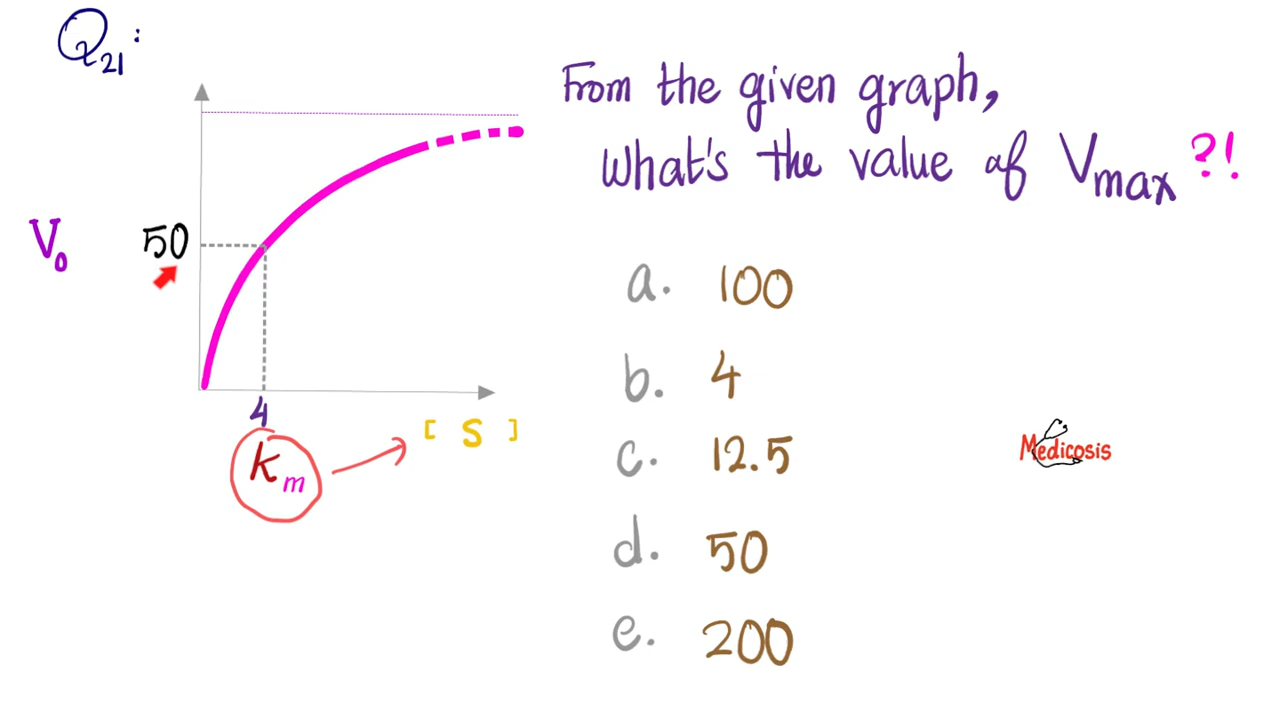 Q21:
From the given graph,
What's the value of Vmax ?!
V0
50
4
Km
[ S ]
a. 100
b. 4
c. 12.5
d. 50
e. 200
Medicosis